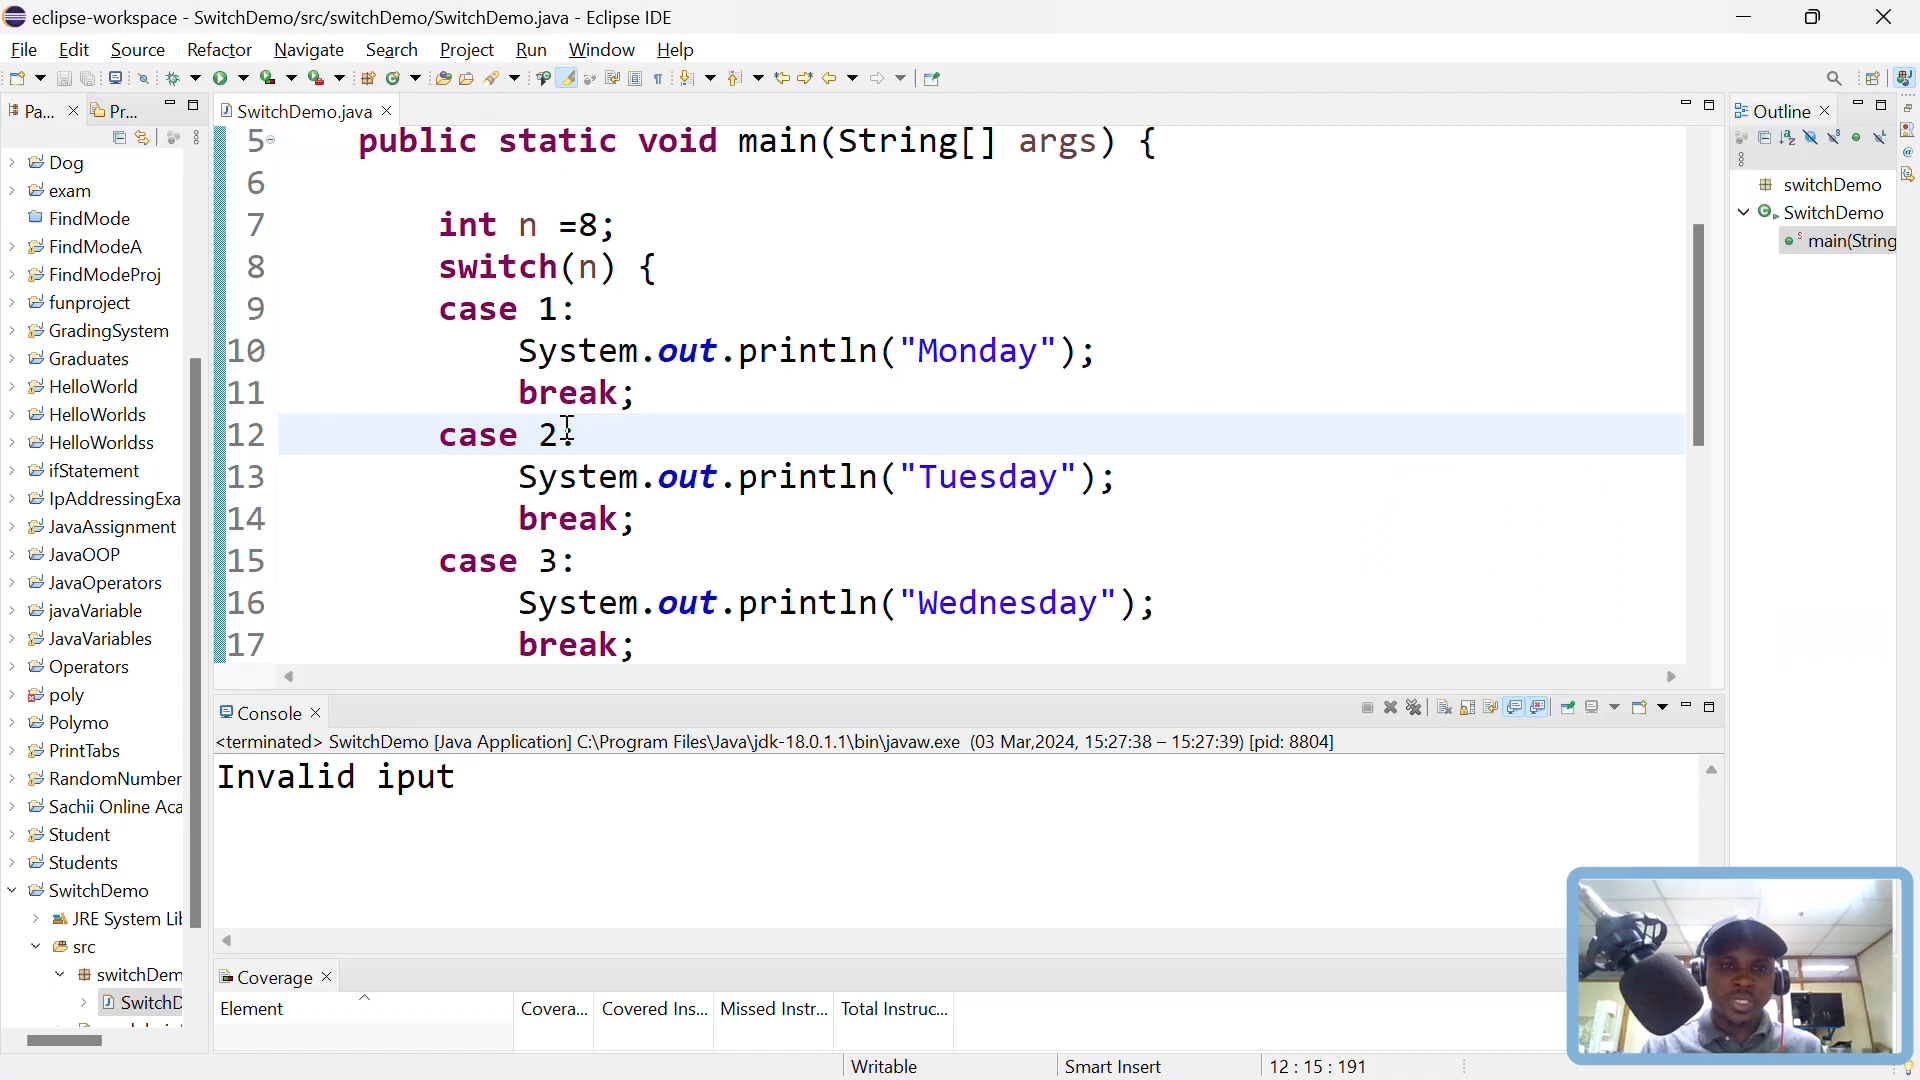 eclipse-workspace - SwitchDemo/src/switchDemo/SwitchDemo.java - Eclipse IDE
File Edit Source Refactor Navigate Search Project Run Window Help
Pa... Pr...
Dog
exam
FindMode
FindModeA
FindModeProj
funproject
GradingSystem
Graduates
HelloWorld
HelloWorlds
HelloWorldss
ifStatement
IpAddressingExa
JavaAssignment
JavaOOP
JavaOperators
javaVariable
JavaVariables
Operators
poly
Polymo
PrintTabs
RandomNumber
Sachii Online Aca
Student
Students
SwitchDemo
JRE System Lib
src
switchDem
SwitchD
SwitchDemo.java
5 public static void main(String[] args) {
6
7 int n =8;
8 switch(n) {
9 case 1:
10 System.out.println("Monday");
11 break;
12 case 2:
13 System.out.println("Tuesday");
14 break;
15 case 3:
16 System.out.println("Wednesday");
17 break;
Console
<terminated> SwitchDemo [Java Application] C:\Program Files\Java\jdk-18.0.1.1\bin\javaw.exe (03 Mar,2024, 15:27:38 – 15:27:39) [pid: 8804]
Invalid iput
Coverage
Element Covera... Covered Ins... Missed Instr... Total Instruc...
Outline
switchDemo
SwitchDemo
main(String
Writable Smart Insert 12 : 15 : 191